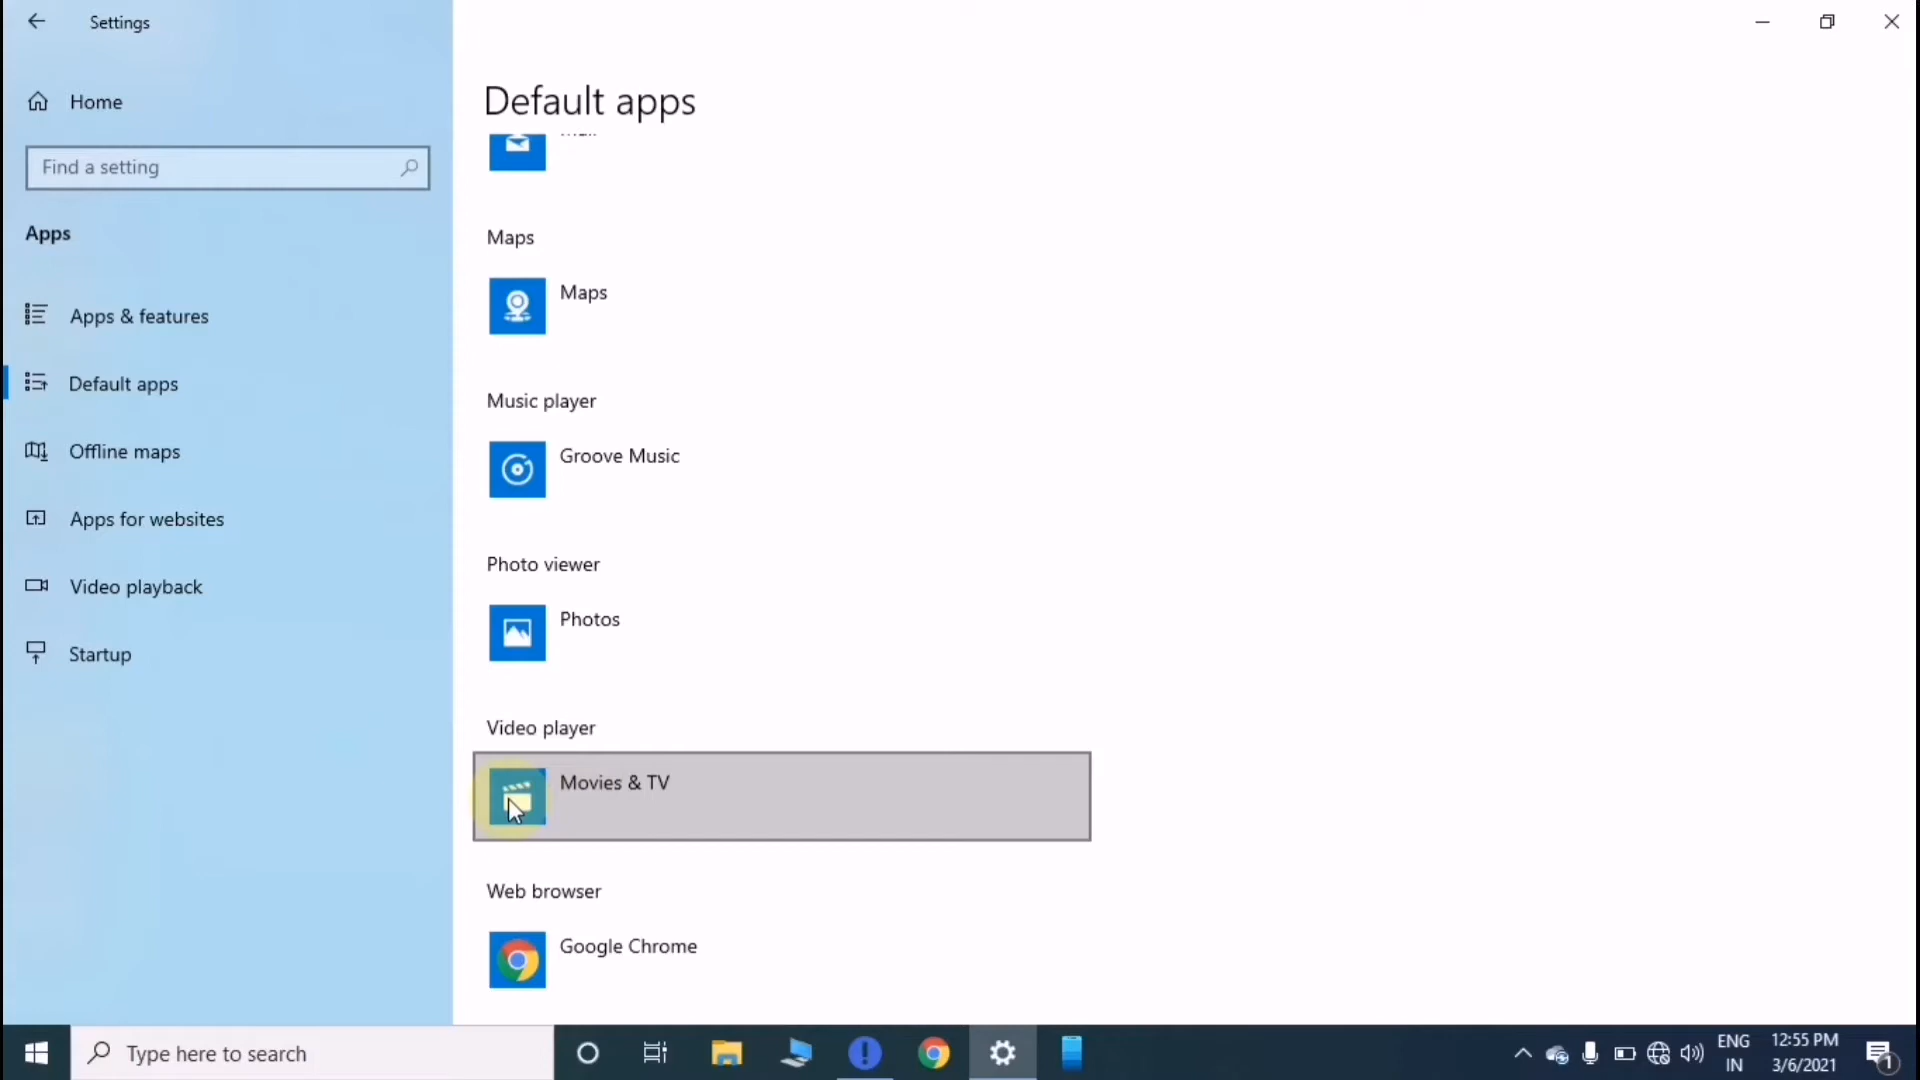 Settings
Home
Find a setting
Apps
Apps & features
Default apps
Offline maps
Apps for websites
Video playback
Startup
Default apps
Maps
Maps
Music player
Groove Music
Photo viewer
Photos
Video player
Movies & TV
Web browser
Google Chrome
Type here to search
ENG
IN
12:55 PM
3/6/2021
1